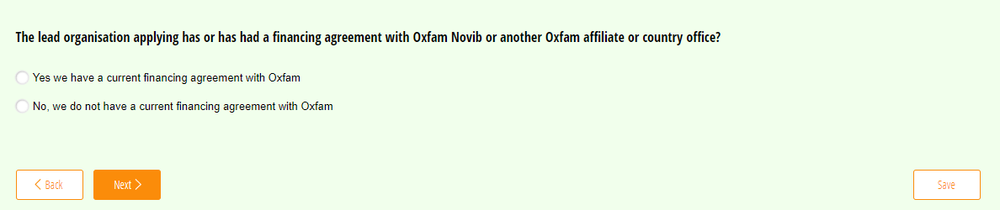 The lead organisation applying has or has had a financing agreement with Oxfam Novib or another Oxfam affiliate or country office?
Yes we have a current financing agreement with Oxfam
No, we do not have a current financing agreement with Oxfam
Back
Next
Save